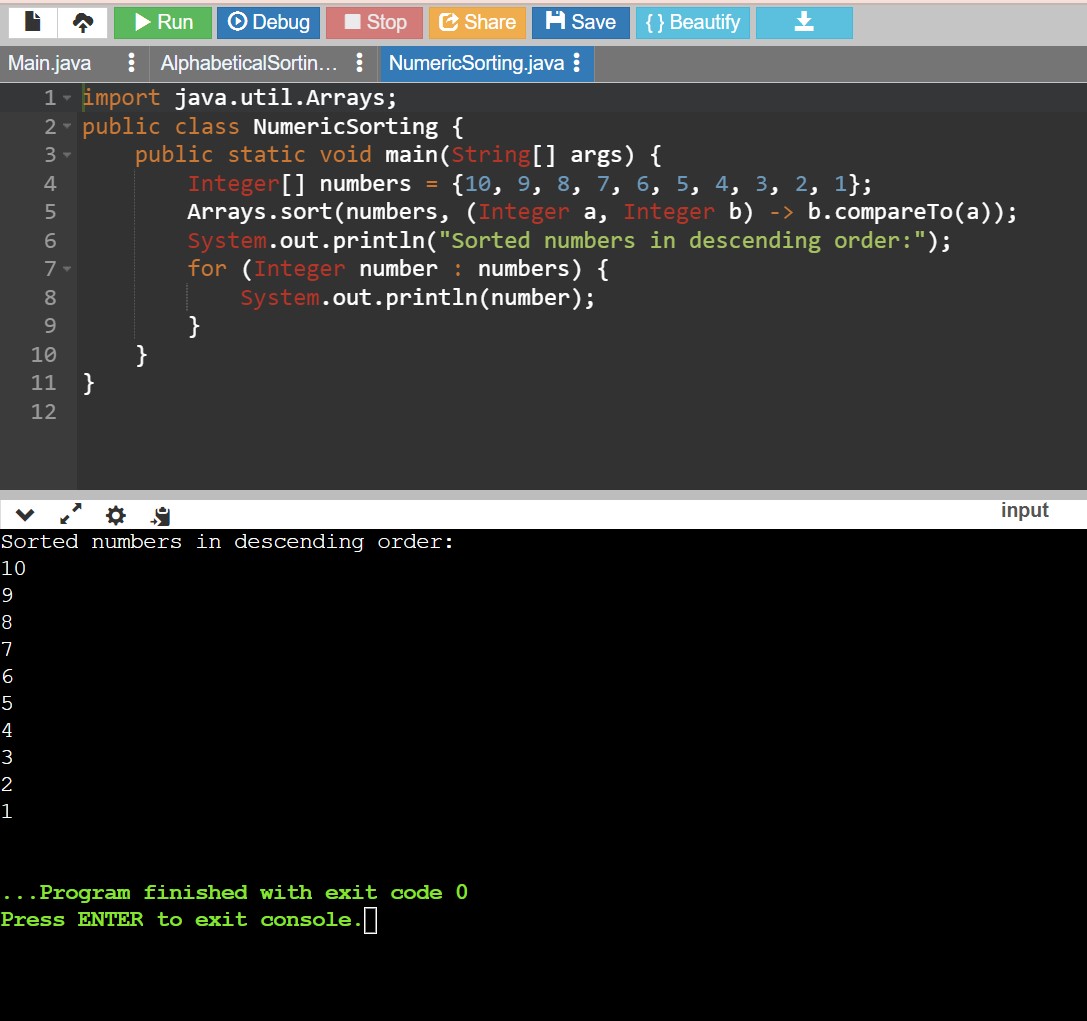 Run Debug Stop Share Save { } Beautify
Main.java AlphabeticalSortin... NumericSorting.java
1 import java.util.Arrays;
2 public class NumericSorting {
3     public static void main(String[] args) {
4         Integer[] numbers = {10, 9, 8, 7, 6, 5, 4, 3, 2, 1};
5         Arrays.sort(numbers, (Integer a, Integer b) -> b.compareTo(a));
6         System.out.println("Sorted numbers in descending order:");
7         for (Integer number : numbers) {
8             System.out.println(number);
9         }
10     }
11 }
12
input
Sorted numbers in descending order:
10
9
8
7
6
5
4
3
2
1
...Program finished with exit code 0
Press ENTER to exit console.